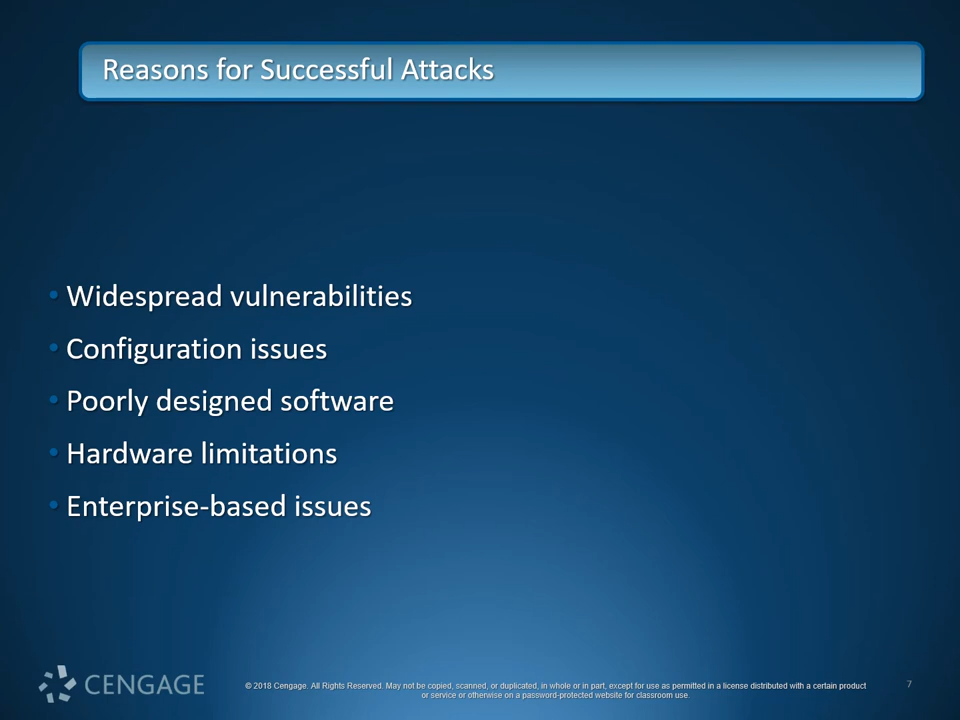 Reasons for Successful Attacks
• Widespread vulnerabilities
• Configuration issues
• Poorly designed software
• Hardware limitations
• Enterprise-based issues
CENGAGE
© 2018 Cengage. All Rights Reserved. May not be copied, scanned, or duplicated, in whole or in part, except for use as permitted in a license distributed with a certain product
or service or otherwise on a password-protected website for classroom use.
7